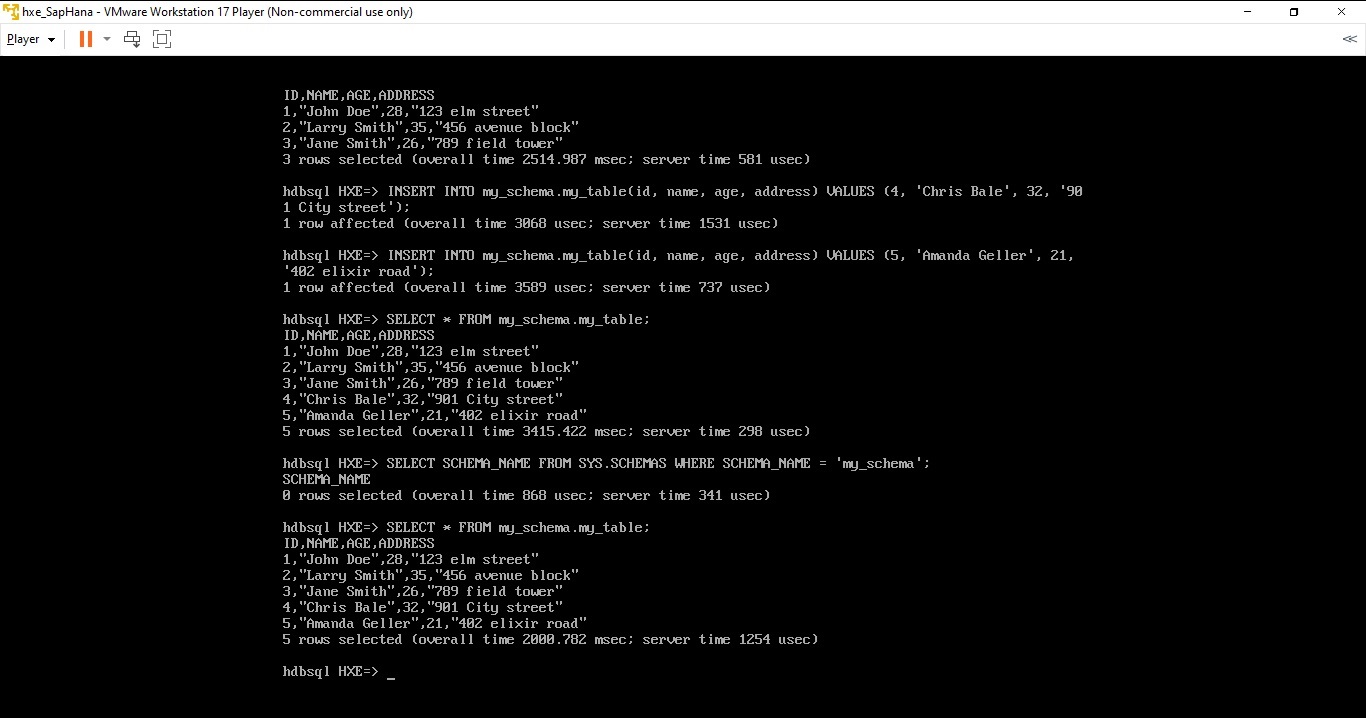 hxe_SapHana - VMware Workstation 17 Player (Non-commercial use only)
Player
ID,NAME,AGE,ADDRESS
1,"John Doe",28,"123 elm street"
2,"Larry Smith",35,"456 avenue block"
3,"Jane Smith",26,"789 field tower"
3 rows selected (overall time 2514.987 msec; server time 581 usec)
hdbsql HXE=> INSERT INTO my_schema.my_table(id, name, age, address) VALUES (4, 'Chris Bale', 32, '90
1 City street');
1 row affected (overall time 3068 usec; server time 1531 usec)
hdbsql HXE=> INSERT INTO my_schema.my_table(id, name, age, address) VALUES (5, 'Amanda Geller', 21,
'402 elixir road');
1 row affected (overall time 3589 usec; server time 737 usec)
hdbsql HXE=> SELECT * FROM my_schema.my_table;
ID,NAME,AGE,ADDRESS
1,"John Doe",28,"123 elm street"
2,"Larry Smith",35,"456 avenue block"
3,"Jane Smith",26,"789 field tower"
4,"Chris Bale",32,"901 City street"
5,"Amanda Geller",21,"402 elixir road"
5 rows selected (overall time 3415.422 msec; server time 298 usec)
hdbsql HXE=> SELECT SCHEMA_NAME FROM SYS.SCHEMAS WHERE SCHEMA_NAME = 'my_schema';
SCHEMA_NAME
0 rows selected (overall time 868 usec; server time 341 usec)
hdbsql HXE=> SELECT * FROM my_schema.my_table;
ID,NAME,AGE,ADDRESS
1,"John Doe",28,"123 elm street"
2,"Larry Smith",35,"456 avenue block"
3,"Jane Smith",26,"789 field tower"
4,"Chris Bale",32,"901 City street"
5,"Amanda Geller",21,"402 elixir road"
5 rows selected (overall time 2000.782 msec; server time 1254 usec)
hdbsql HXE=> _